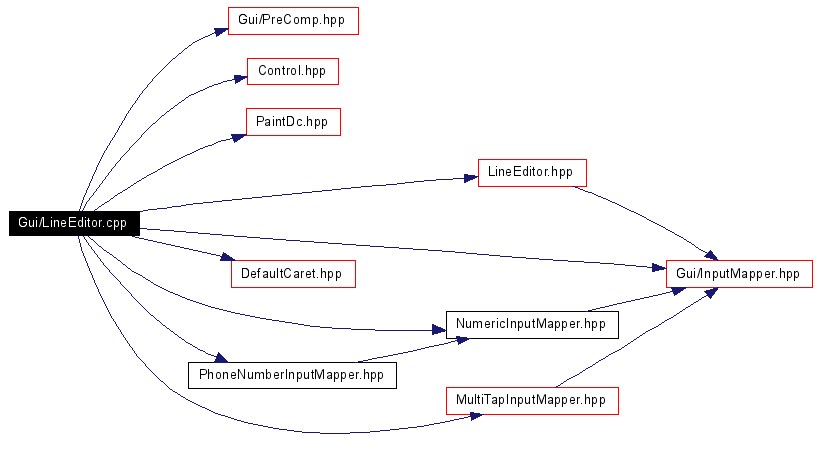 Gui/PreComp.hpp
Control.hpp
PaintDc.hpp
LineEditor.hpp
Gui/LineEditor.cpp
DefaultCaret.hpp
Gui/InputMapper.hpp
NumericInputMapper.hpp
PhoneNumberInputMapper.hpp
MultiTapInputMapper.hpp